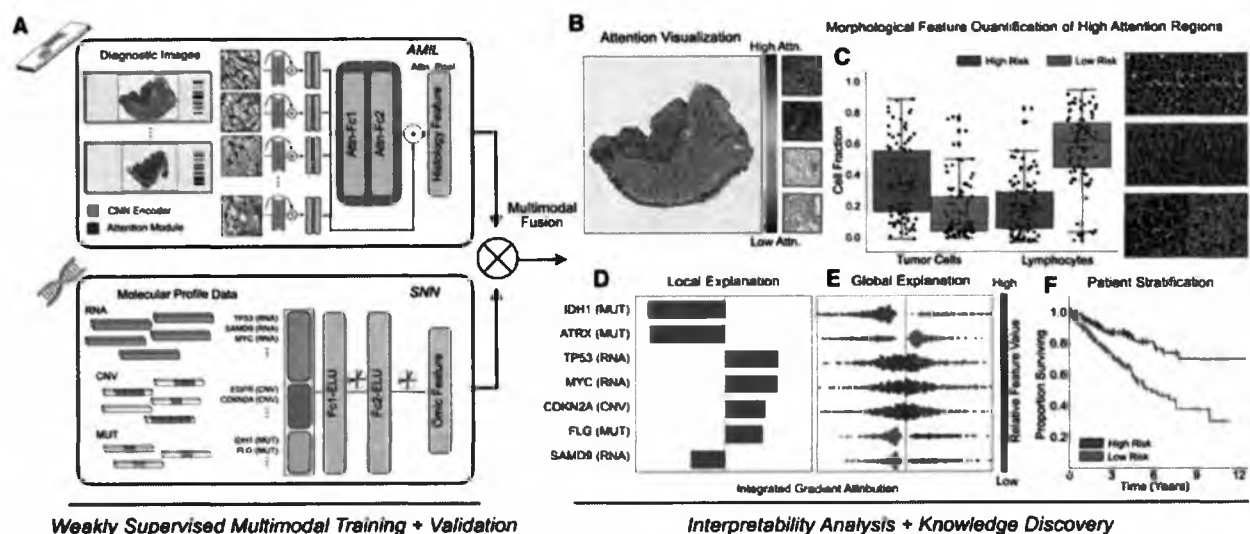 A
Diagnostic Images
AMIL
Attn. Pool
Attn-Fc1
Attn-Fc2
Histology Feature
CNN Encoder
Attention Module
Multimodal
Fusion
Molecular Profile Data
SNN
RNA
TP53 (RNA)
SAMD9 (RNA)
MYC (RNA)
CNV
EGFR (CNV)
CDKN2A (CNV)
MUT
IDH1 (MUT)
FLG (MUT)
Fc1-ELU
Fc2-ELU
Omic Feature
Weakly Supervised Multimodal Training + Validation
B
Attention Visualization
High Attn.
Low Attn.
Morphological Feature Quantification of High Attention Regions
C
High Risk
Low Risk
Cell Fraction
1.0
0.8
0.6
0.4
0.2
0.0
Tumor Cells
Lymphocytes
D
Local Explanation
IDH1 (MUT)
ATRX (MUT)
TP53 (RNA)
MYC (RNA)
CDKN2A (CNV)
FLG (MUT)
SAMD9 (RNA)
E
Global Explanation
High
Relative Feature Value
Low
Integrated Gradient Attribution
F
Patient Stratification
Proportion Surviving
1.0
0.8
0.6
0.4
0.2
High Risk
Low Risk
3
6
9
12
Time (Years)
Interpretability Analysis + Knowledge Discovery